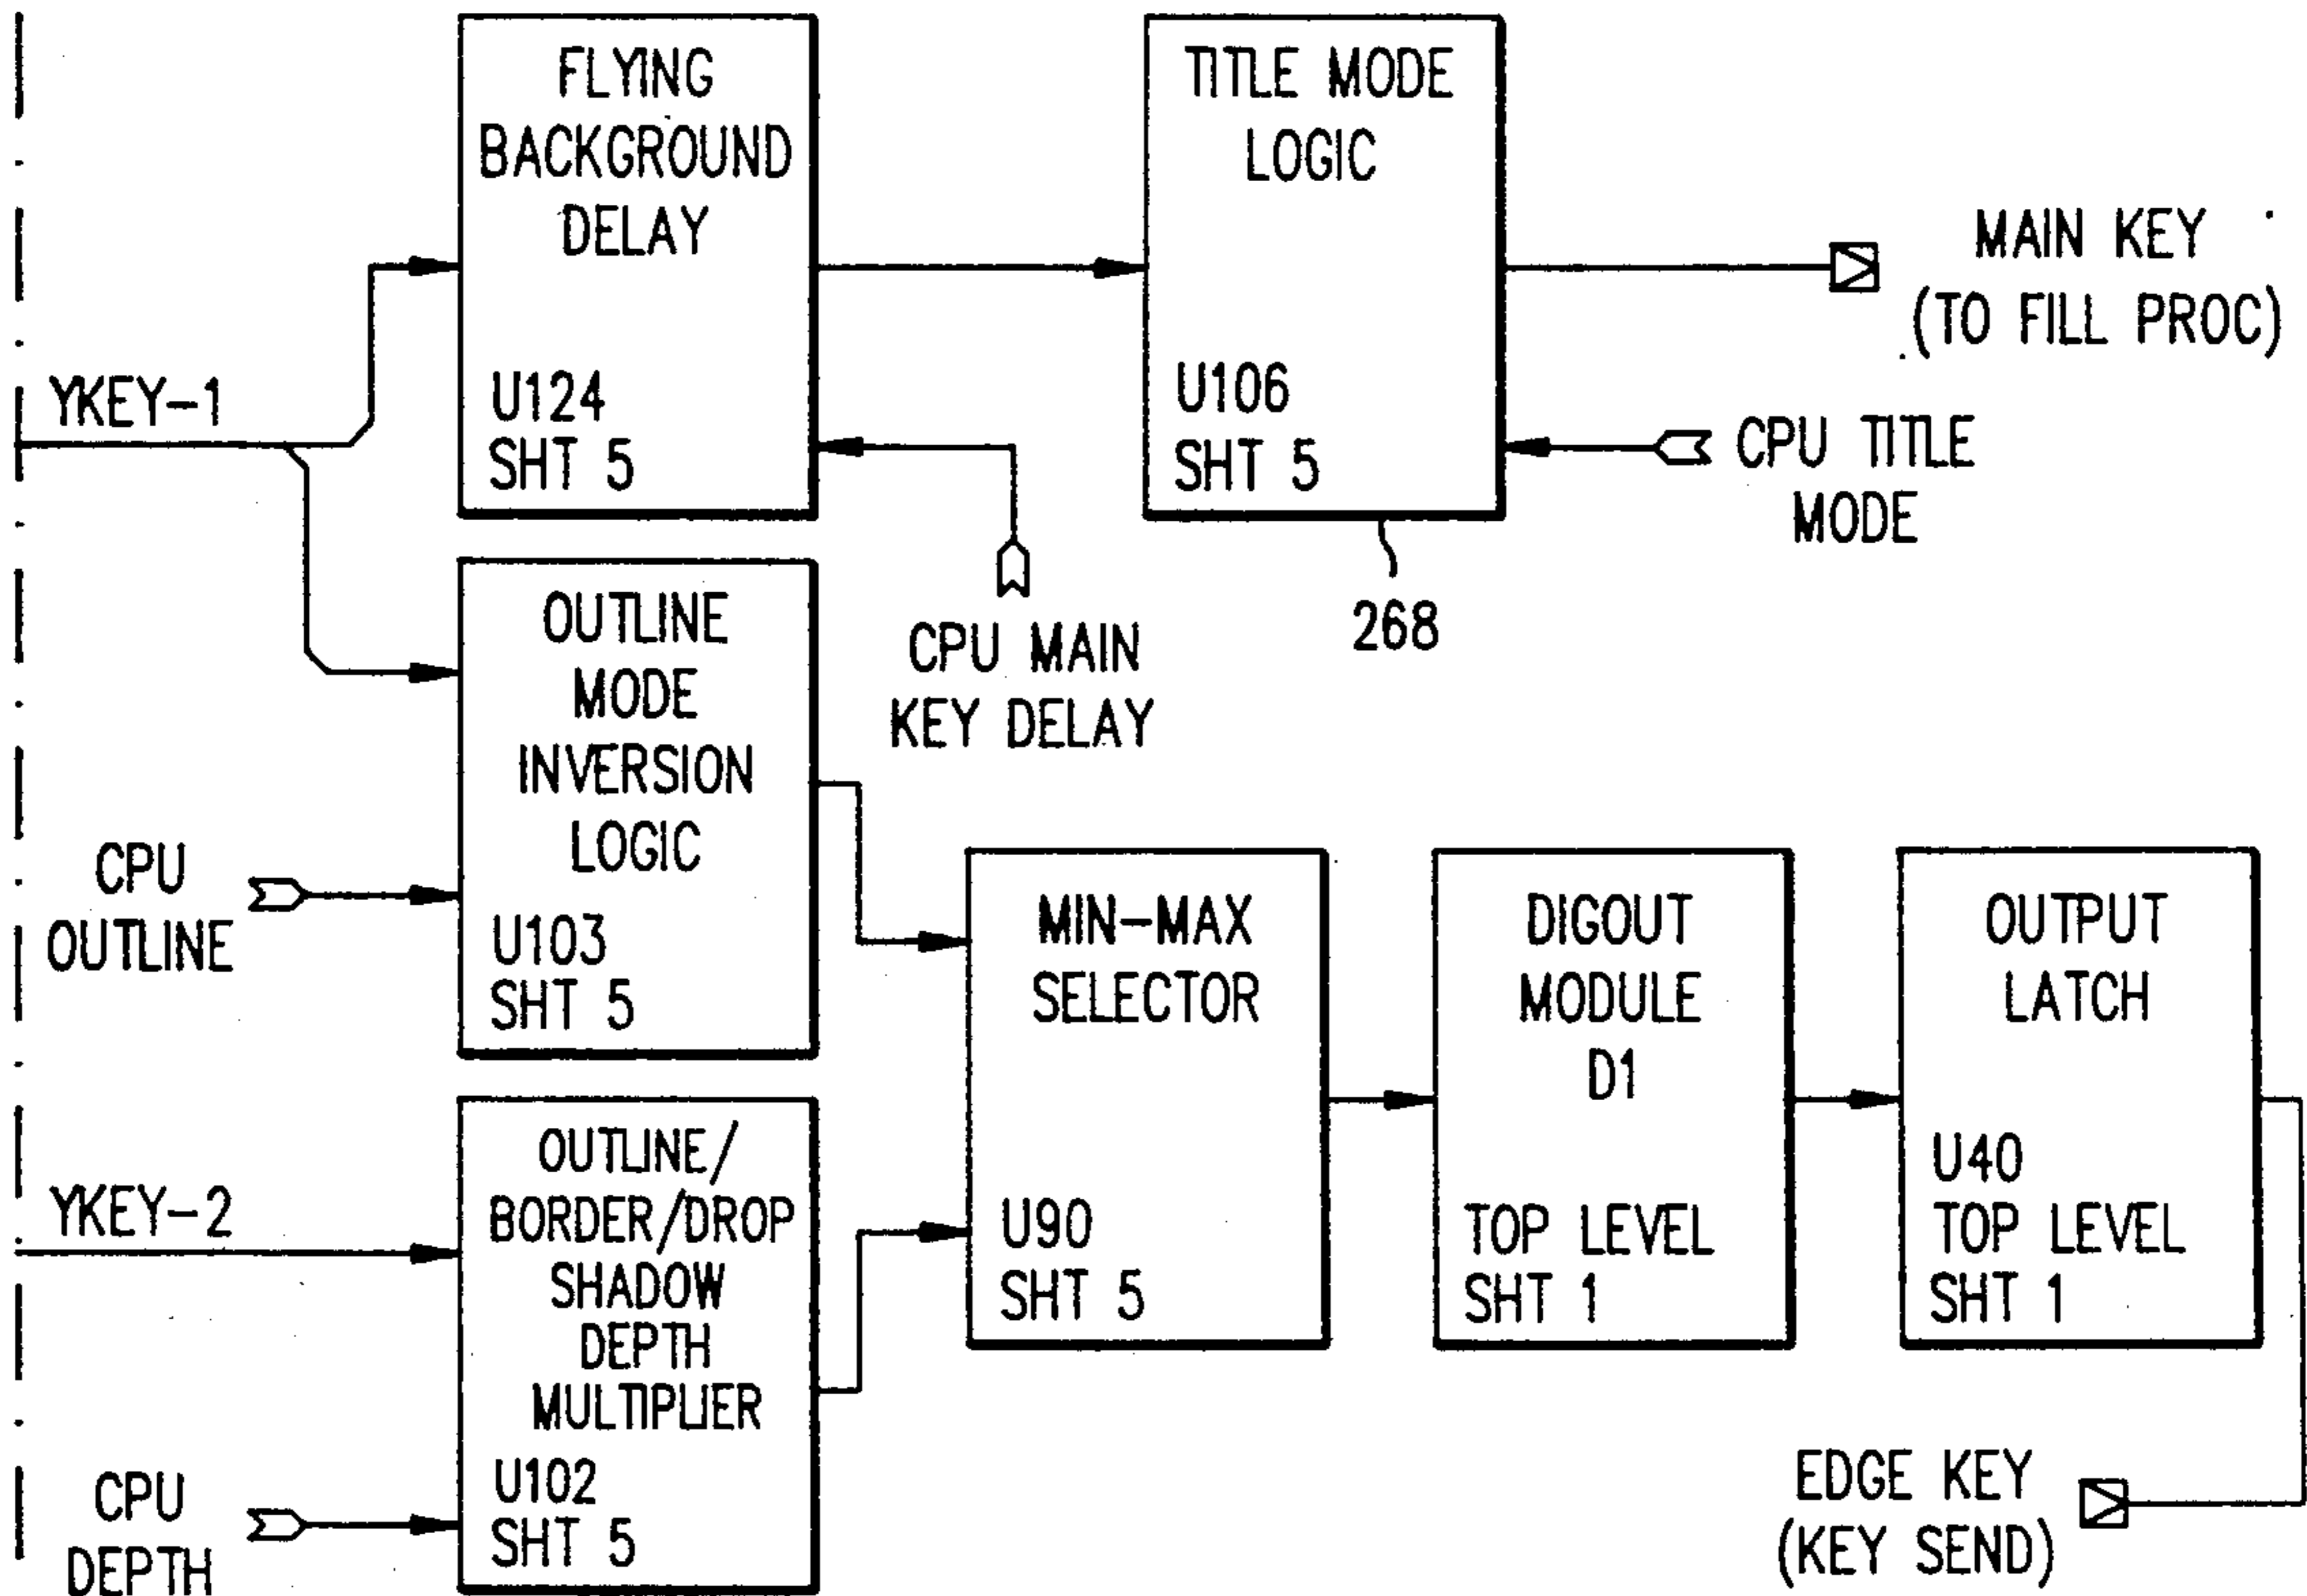 FLYING
BACKGROUND
DELAY
U124
SHT 5
TITLE MODE
LOGIC
U106
SHT 5
MAIN KEY
(TO FILL PROC)
YKEY-1
CPU TITLE
MODE
268
CPU MAIN
KEY DELAY
OUTLINE
MODE
INVERSION
LOGIC
U103
SHT 5
CPU
OUTLINE
MIN-MAX
SELECTOR
U90
SHT 5
DIGOUT
MODULE
D1
TOP LEVEL
SHT 1
OUTPUT
LATCH
U40
TOP LEVEL
SHT 1
YKEY-2
OUTLINE/
BORDER/DROP
SHADOW
DEPTH
MULTIPLIER
U102
SHT 5
CPU
DEPTH
EDGE KEY
(KEY SEND)